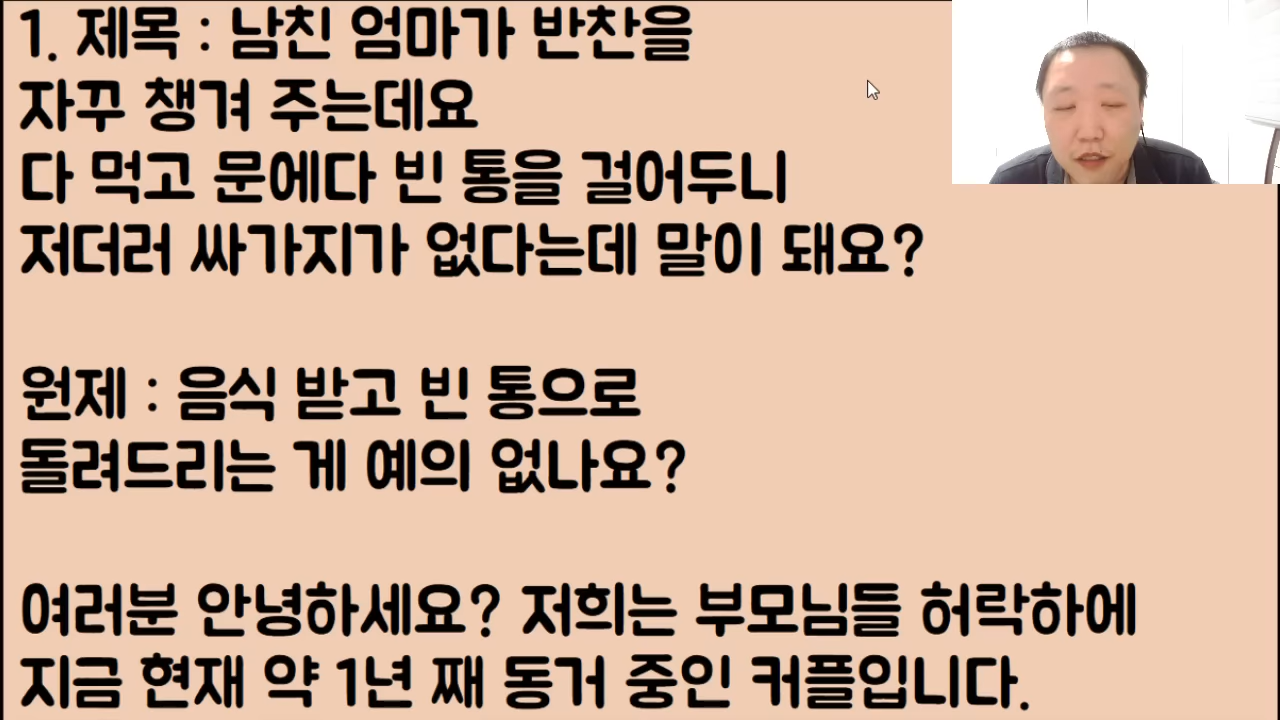 1. 제목 : 남친 엄마가 반찬을
자꾸 챙겨 주는데요
다 먹고 문에다 빈 통을 걸어두니
저더러 싸가지가 없다는데 말이 돼요?
원제 : 음식 받고 빈 통으로
돌려드리는 게 예의 없나요?
여러분 안녕하세요? 저희는 부모님들 허락하에
지금 현재 약 1년 째 동거 중인 커플입니다.